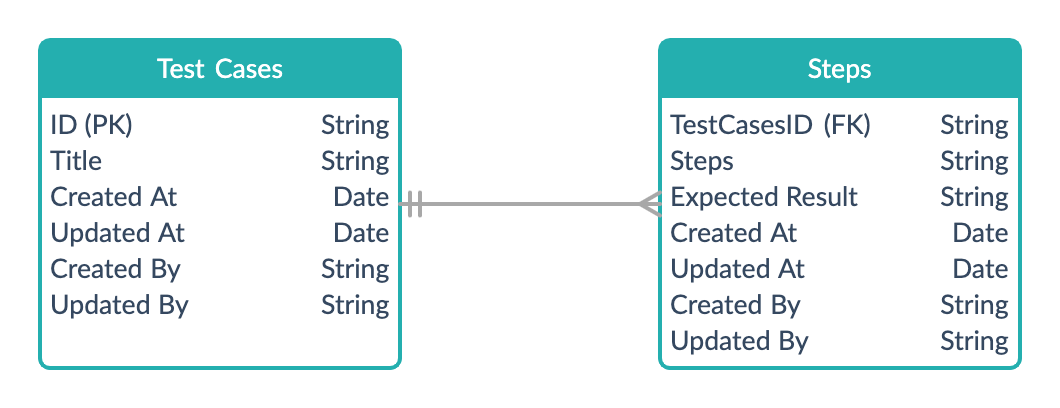 Test Cases
ID (PK) String
Title String
Created At Date
Updated At Date
Created By String
Updated By String
Steps
TestCasesID (FK) String
Steps String
Expected Result String
Created At Date
Updated At Date
Created By String
Updated By String